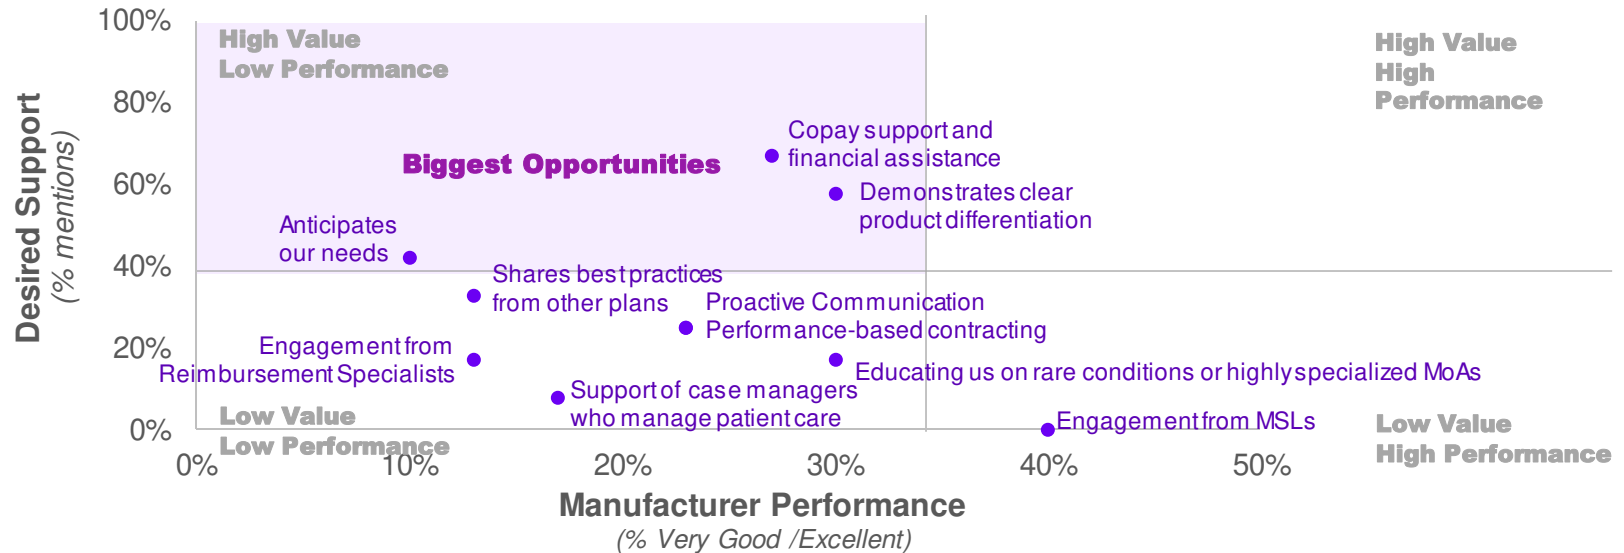 100%
80%
60%
40%
20%
0%
Desired Support
(% mentions)
High Value
Low Performance
High Value
High
Performance
Biggest Opportunities
Copay support and
financial assistance
Demonstrates clear
product differentiation
Anticipates
our needs
Shares best practices
from other plans
Proactive Communication
Performance-based contracting
Engagement from
Reimbursement Specialists
Educating us on rare conditions or highly specialized MoAs
Support of case managers
who manage patient care
Engagement from MSLs
Low Value
Low Performance
Low Value
High Performance
0%
10%
20%
30%
40%
50%
Manufacturer Performance
(% Very Good /Excellent)